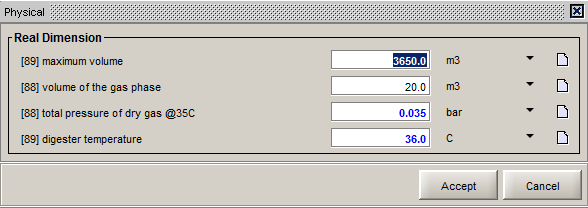 Physical
Real Dimension
[89] maximum volume 3650.0 m3
[88] volume of the gas phase 20.0 m3
[88] total pressure of dry gas @35C 0.035 bar
[89] digester temperature 36.0 C
Accept Cancel